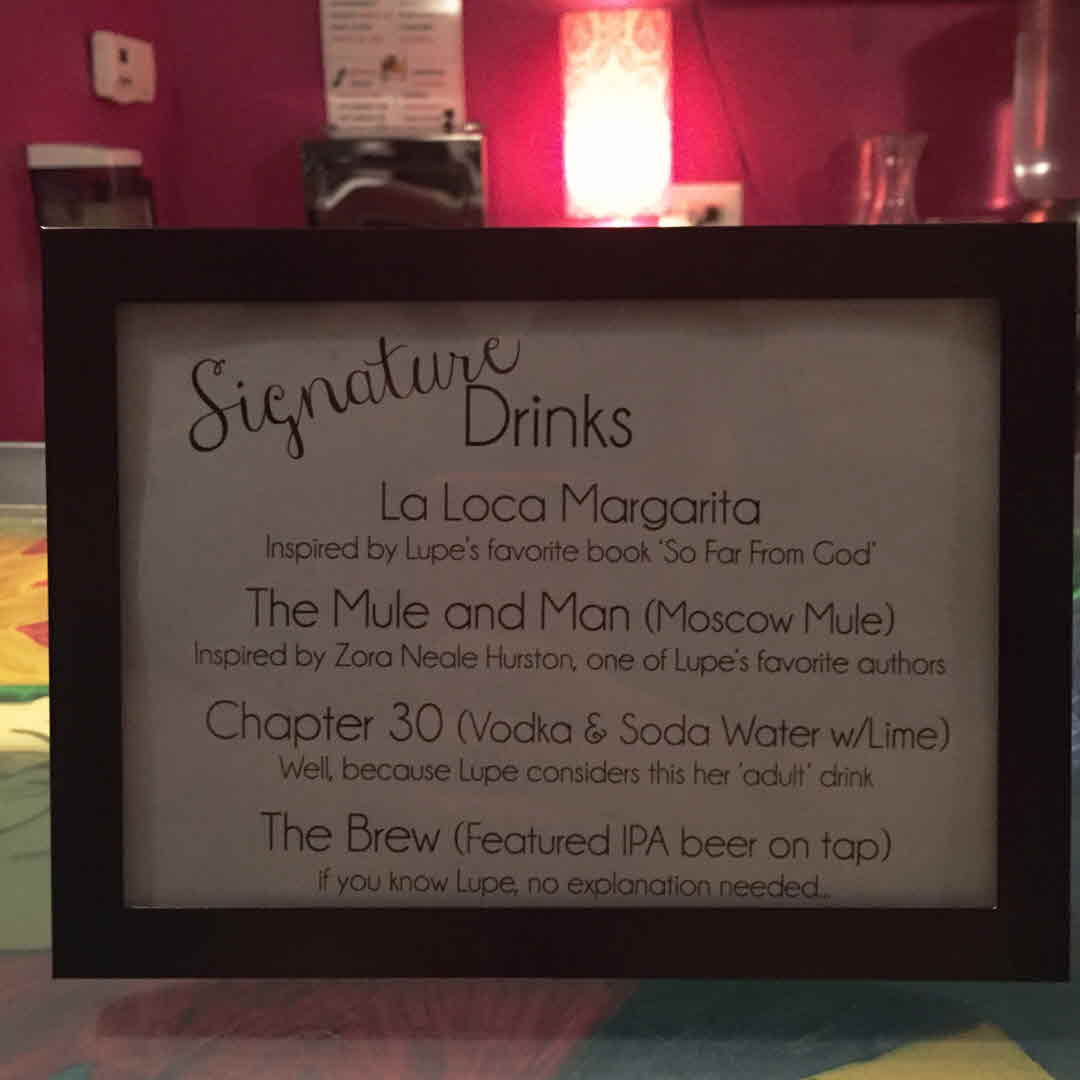 Signature
Drinks
La Loca Margarita
Inspired by Lupe's favorite book 'So Far From God'
The Mule and Man (Moscow Mule)
Inspired by Zora Neale Hurston, one of Lupe's favorite authors
Chapter 30 (Vodka & Soda Water w/Lime)
Well, because Lupe considers this her 'adult' drink
The Brew (Featured IPA beer on tap)
if you know Lupe, no explanation needed...